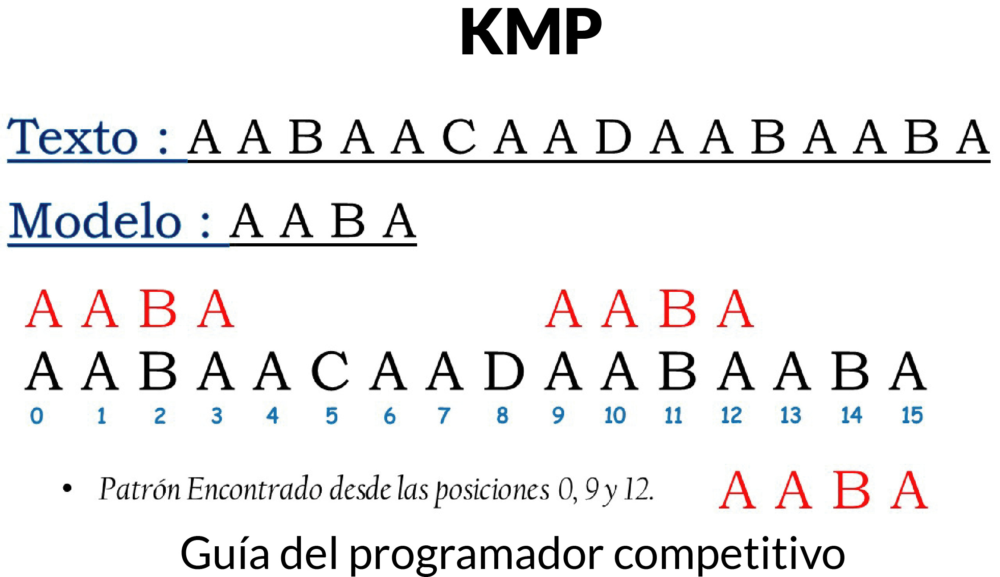 KMP
Texto : A A B A A C A A D A A B A A B A
Modelo : A A B A
A A B A A A B A
A A B A A C A A D A A B A A B A
0 1 2 3 4 5 6 7 8 9 10 11 12 13 14 15
• Patrón Encontrado desde las posiciones 0, 9 y 12. A A B A
Guía del programador competitivo